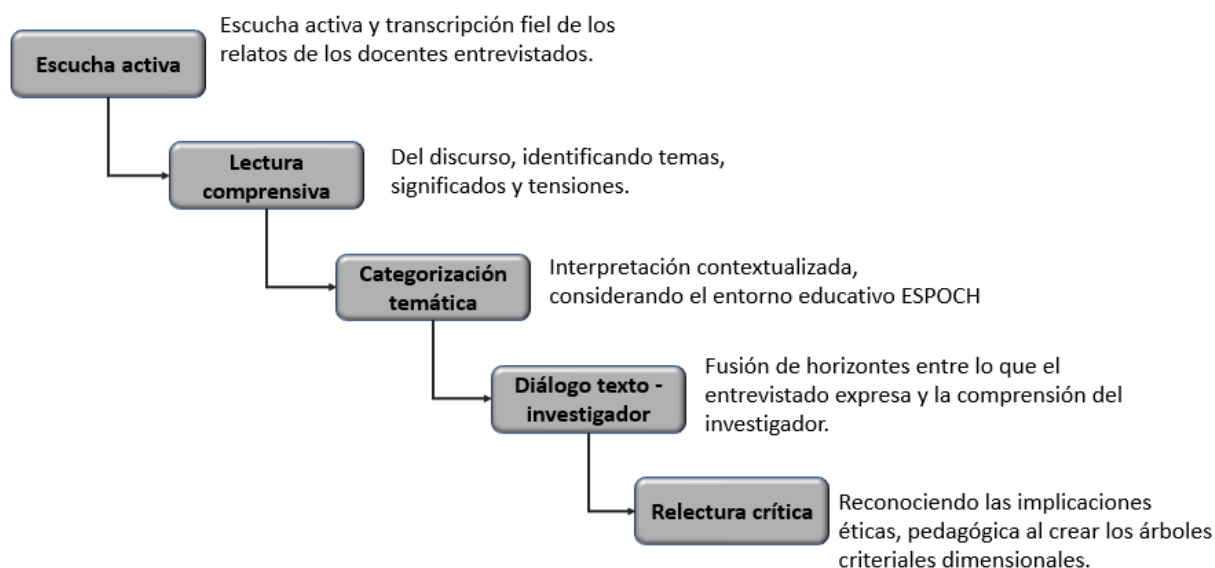 Escucha activa
Escucha activa y transcripción fiel de los
relatos de los docentes entrevistados.
Lectura
comprensiva
Del discurso, identificando temas,
significados y tensiones.
Categorización
temática
Interpretación contextualizada,
considerando el entorno educativo ESPOCH
Diálogo texto -
investigador
Fusión de horizontes entre lo que el
entrevistado expresa y la comprensión del
investigador.
Relectura crítica
Reconociendo las implicaciones
éticas, pedagógica al crear los árboles
criteriales dimensionales.